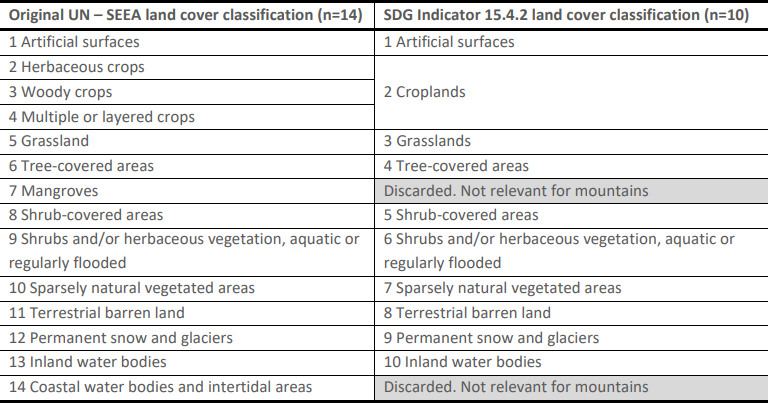 Original UN – SEEA land cover classification (n=14) SDG Indicator 15.4.2 land cover classification (n=10)
1 Artificial surfaces 1 Artificial surfaces
2 Herbaceous crops
3 Woody crops 2 Croplands
4 Multiple or layered crops
5 Grassland 3 Grasslands
6 Tree-covered areas 4 Tree-covered areas
7 Mangroves Discarded. Not relevant for mountains
8 Shrub-covered areas 5 Shrub-covered areas
9 Shrubs and/or herbaceous vegetation, aquatic or 6 Shrubs and/or herbaceous vegetation, aquatic or
regularly flooded regularly flooded
10 Sparsely natural vegetated areas 7 Sparsely natural vegetated areas
11 Terrestrial barren land 8 Terrestrial barren land
12 Permanent snow and glaciers 9 Permanent snow and glaciers
13 Inland water bodies 10 Inland water bodies
14 Coastal water bodies and intertidal areas Discarded. Not relevant for mountains